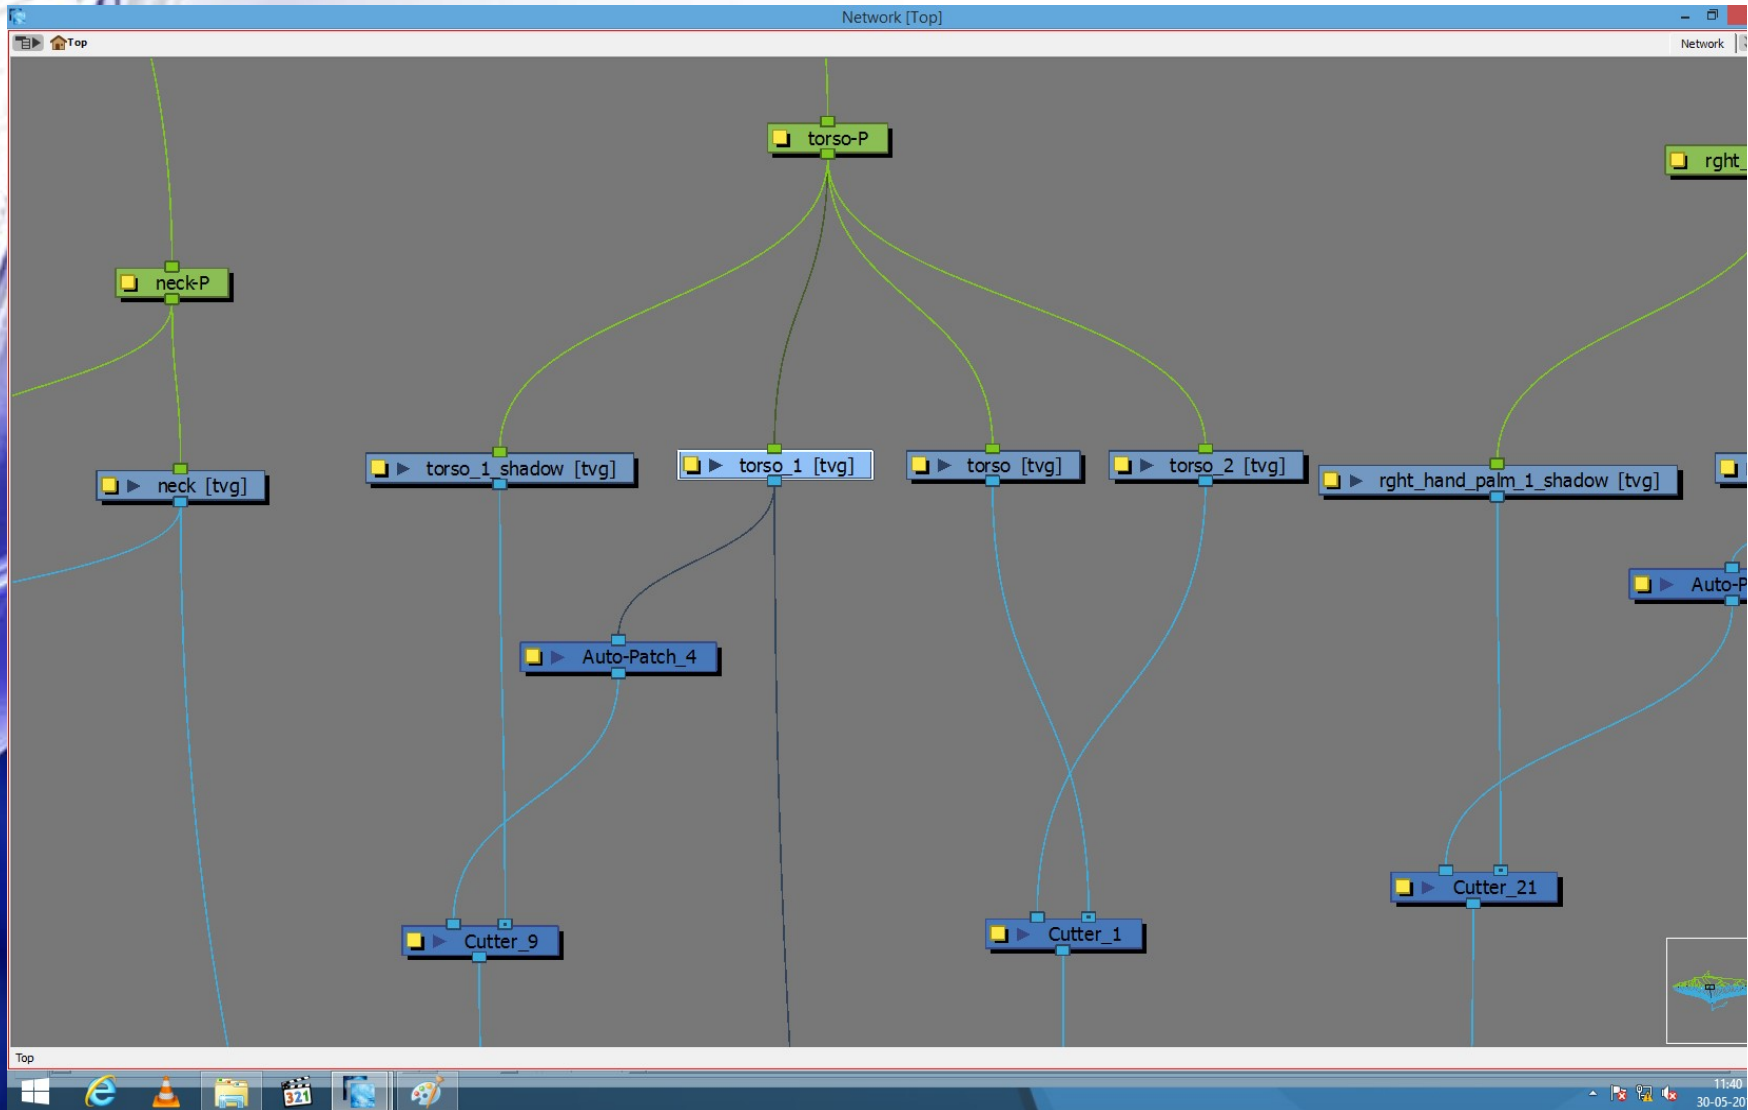 Network [Top]
Top
Network
torso-P
rght_
neck-P
torso_1_shadow [tvg]
torso_1 [tvg]
torso [tvg]
torso_2 [tvg]
rght_hand_palm_1_shadow [tvg]
neck [tvg]
Auto-P
Auto-Patch_4
Cutter_21
Cutter_9
Cutter_1
Top
321
11:40
30-05-20